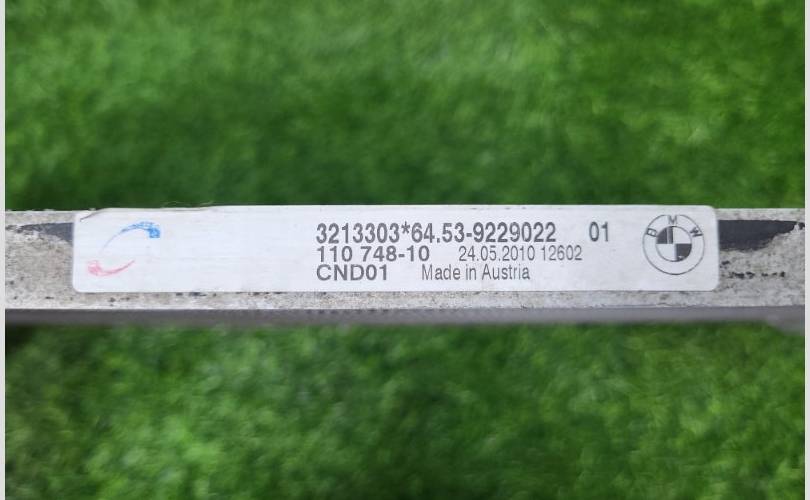 3213303*64.53-9229022 01
110 748-10 24.05.2010 12602
CND01 Made in Austria
BMW